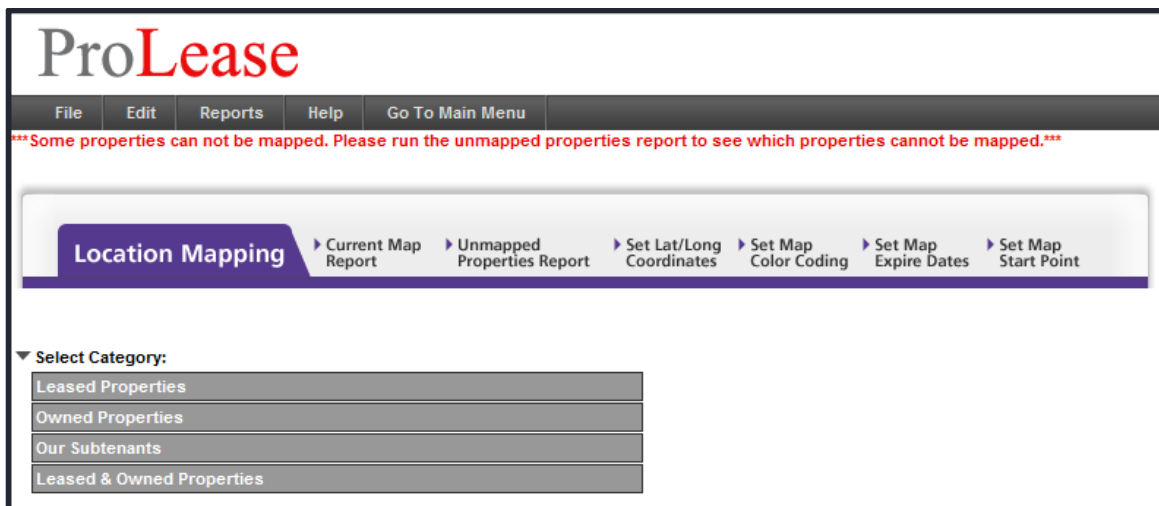 ProLease
File Edit Reports Help Go To Main Menu
***Some properties can not be mapped. Please run the unmapped properties report to see which properties cannot be mapped.***
Location Mapping
Current Map
Report
Unmapped
Properties Report
Set Lat/Long
Coordinates
Set Map
Color Coding
Set Map
Expire Dates
Set Map
Start Point
Select Category:
Leased Properties
Owned Properties
Our Subtenants
Leased & Owned Properties